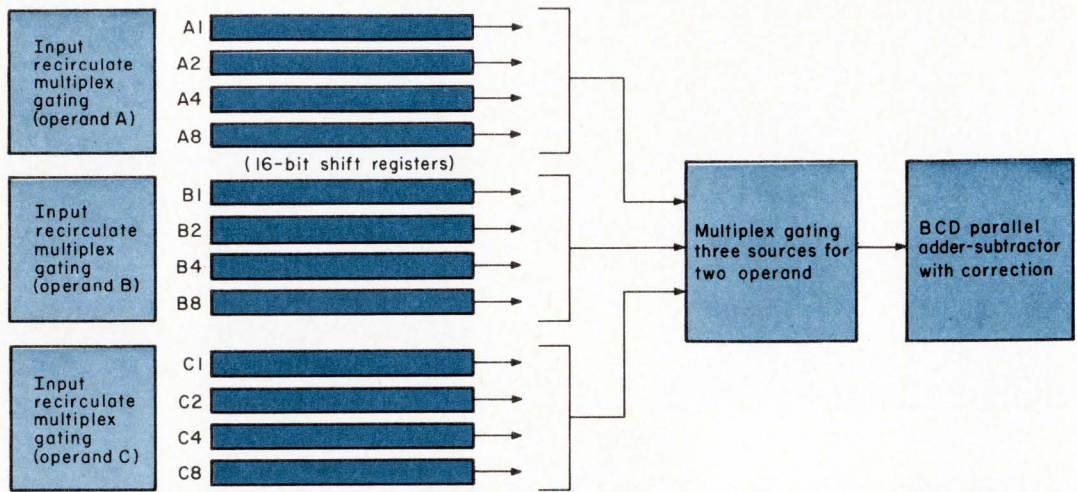 Input
recirculate
multiplex
gating
(operand A)
A1
A2
A4
A8
(16-bit shift registers)
Input
recirculate
multiplex
gating
(operand B)
B1
B2
B4
B8
Input
recirculate
multiplex
gating
(operand C)
C1
C2
C4
C8
Multiplex gating
three sources for
two operand
BCD parallel
adder-subtractor
with correction